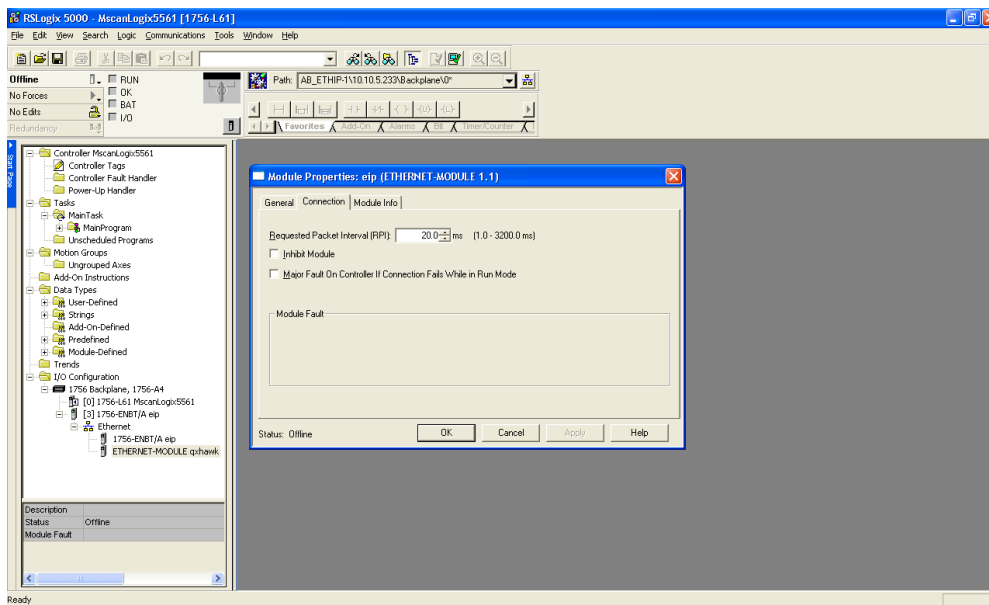 RSLogix 5000 - MscanLogix5561 [1756-L61]
File Edit View Search Logic Communications Tools Window Help
Offline
RUN
No Forces
OK
No Edits
BAT
Redundancy
I/O
Path: AB_ETHIP-1\10.10.5.233\Backplane\0*
Favorites Add-On Alarms Bit Timer/Counter
Start Page
Controller MscanLogix5561
Controller Tags
Controller Fault Handler
Power-Up Handler
Tasks
MainTask
MainProgram
Unscheduled Programs
Motion Groups
Ungrouped Axes
Add-On Instructions
Data Types
User-Defined
Strings
Add-On-Defined
Predefined
Module-Defined
Trends
I/O Configuration
1756 Backplane, 1756-A4
[0] 1756-L61 MscanLogix5561
[3] 1756-ENBT/A eip
Ethernet
1756-ENBT/A eip
ETHERNET-MODULE qxhawk
Description
Status Offline
Module Fault
Module Properties: eip (ETHERNET-MODULE 1.1)
General Connection Module Info
Requested Packet Interval (RPI): 20.0 ms (1.0 - 3200.0 ms)
Inhibit Module
Major Fault On Controller If Connection Fails While in Run Mode
Module Fault
Status: Offline OK Cancel Apply Help
Ready